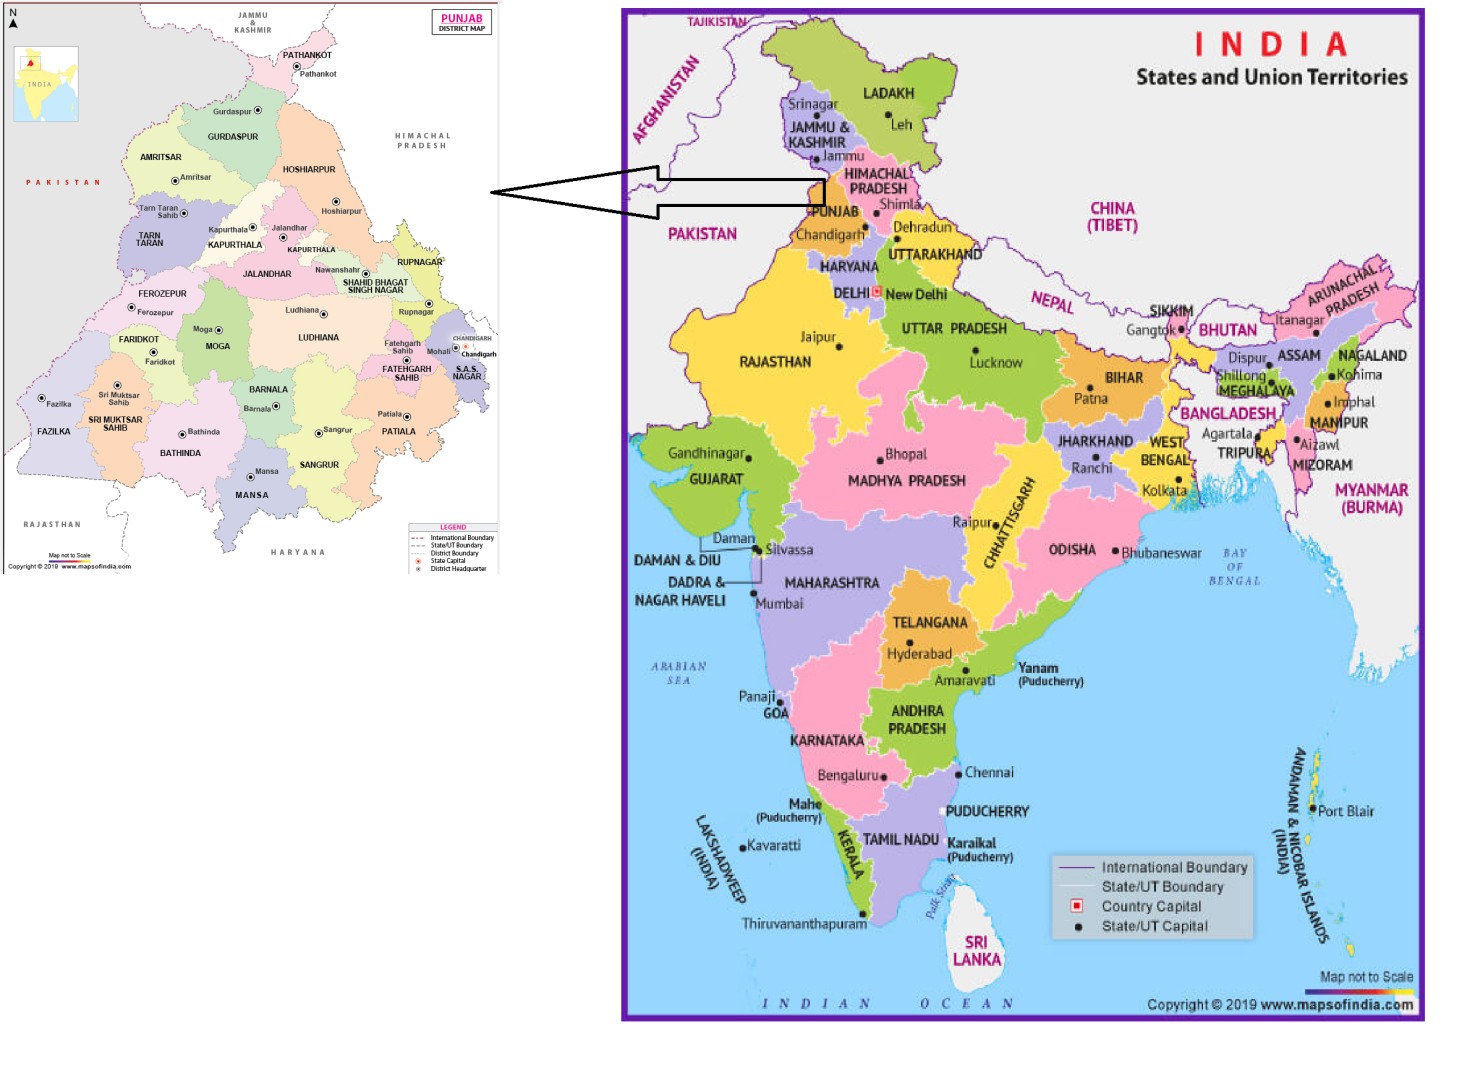 N
JAMMU
&
KASHMIR
PUNJAB
DISTRICT MAP
INDIA
PATHANKOT
Pathankot
Gurdaspur
GURDASPUR
HIMACHAL
PRADESH
AMRITSAR
Amritsar
HOSHIARPUR
Hoshiarpur
PAKISTAN
Tarn Taran
Sahib
TARN
TARAN
Kapurthala
KAPURTHALA
Jalandhar
KAPURTHALA
JALANDHAR
Nawanshahr
SHAHID BHAGAT
SINGH NAGAR
RUPNAGAR
Rupnagar
FEROZEPUR
Ferozepur
Ludhiana
LUDHIANA
Moga
MOGA
FARIDKOT
Faridkot
Fatehgarh
Sahib
FATEHGARH
SAHIB
Mohali
CHANDIGARH
Chandigarh
S.A.S.
NAGAR
Sri Muktsar
Sahib
SRI MUKTSAR
SAHIB
BARNALA
Barnala
Fazilka
FAZILKA
Bathinda
BATHINDA
Sangrur
SANGRUR
Patiala
PATIALA
Mansa
MANSA
RAJASTHAN
HARYANA
LEGEND
International Boundary
State/UT Boundary
District Boundary
State Capital
District Headquarter
Map not to Scale
Copyright © 2019 www.mapsofindia.com
INDIA
States and Union Territories
TAJIKISTAN
AFGHANISTAN
LADAKH
Leh
Srinagar
JAMMU &
KASHMIR
Jammu
HIMACHAL
PRADESH
Shimla
PUNJAB
Chandigarh
PAKISTAN
Dehradun
UTTARAKHAND
HARYANA
DELHI
New Delhi
CHINA
(TIBET)
NEPAL
SIKKIM
Gangtok
BHUTAN
ARUNACHAL
PRADESH
Itanagar
Jaipur
RAJASTHAN
UTTAR PRADESH
Lucknow
BIHAR
Patna
Dispur
ASSAM
NAGALAND
Kohima
Shillong
MEGHALAYA
Imphal
MANIPUR
BANGLADESH
Agartala
TRIPURA
Aizawl
MIZORAM
MYANMAR
(BURMA)
Gandhinagar
GUJARAT
Bhopal
MADHYA PRADESH
JHARKHAND
Ranchi
WEST
BENGAL
Kolkata
Raipur
CHHATTISGARH
ODISHA
Bhubaneswar
BAY
OF
BENGAL
Daman
Silvassa
DAMAN & DIU
DADRA &
NAGAR HAVELI
MAHARASHTRA
Mumbai
TELANGANA
Hyderabad
ARABIAN
SEA
Amaravati
Yanam
(Puducherry)
Panaji
GOA
ANDHRA
PRADESH
KARNATAKA
Bengaluru
Chennai
Mahe
(Puducherry)
PUDUCHERRY
TAMIL NADU
Karaikal
(Puducherry)
KERALA
LAKSHADWEEP
(INDIA)
Kavaratti
Thiruvananthapuram
Palk Strait
SRI
LANKA
ANDAMAN & NICOBAR ISLANDS
(INDIA)
Port Blair
International Boundary
State/UT Boundary
Country Capital
State/UT Capital
INDIAN OCEAN
Map not to Scale
Copyright © 2019 www.mapsofindia.com